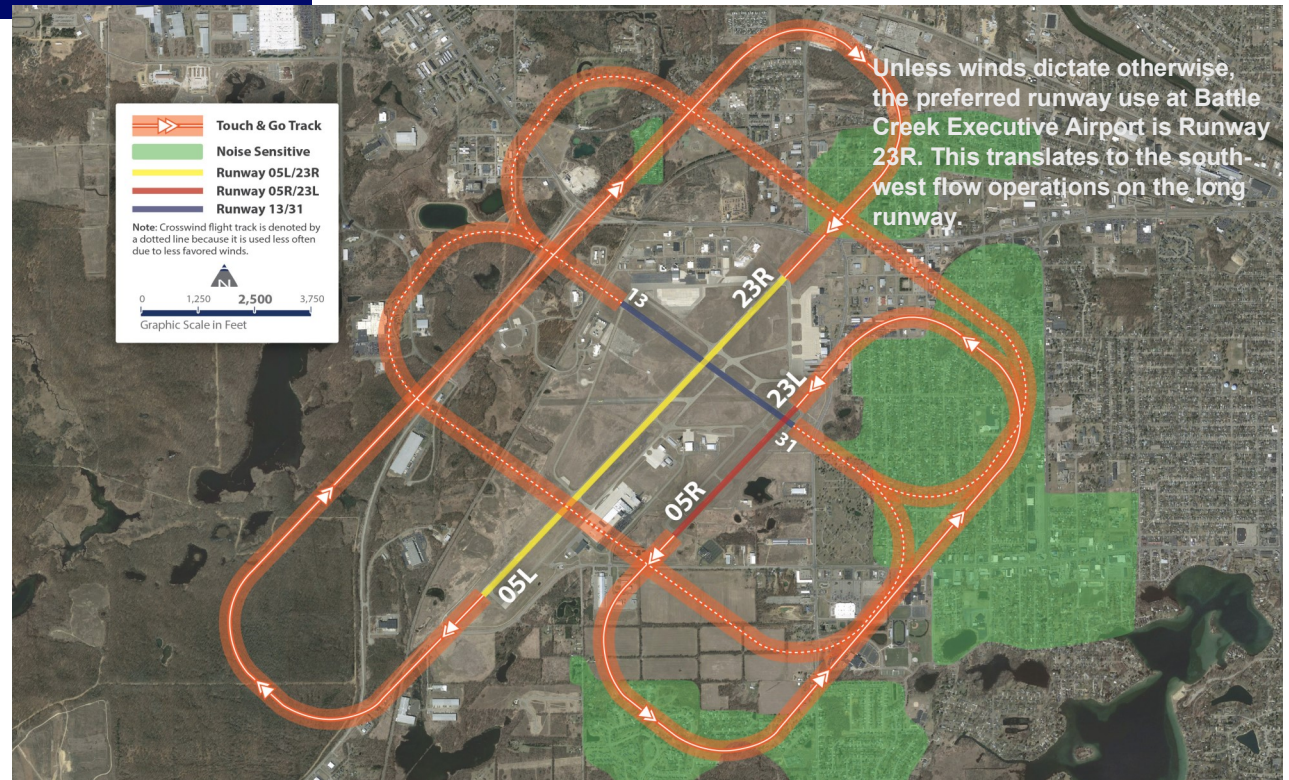 Unless winds dictate otherwise,
the preferred runway use at Battle
Creek Executive Airport is Runway
23R. This translates to the south-
west flow operations on the long
runway.
Touch & Go Track
Noise Sensitive
Runway 05L/23R
Runway 05R/23L
Runway 13/31
Note: Crosswind flight track is denoted by
a dotted line because it is used less often
due to less favored winds.
N
0 1,250 2,500 3,750
Graphic Scale in Feet
13
23R
23L
31
05R
05L